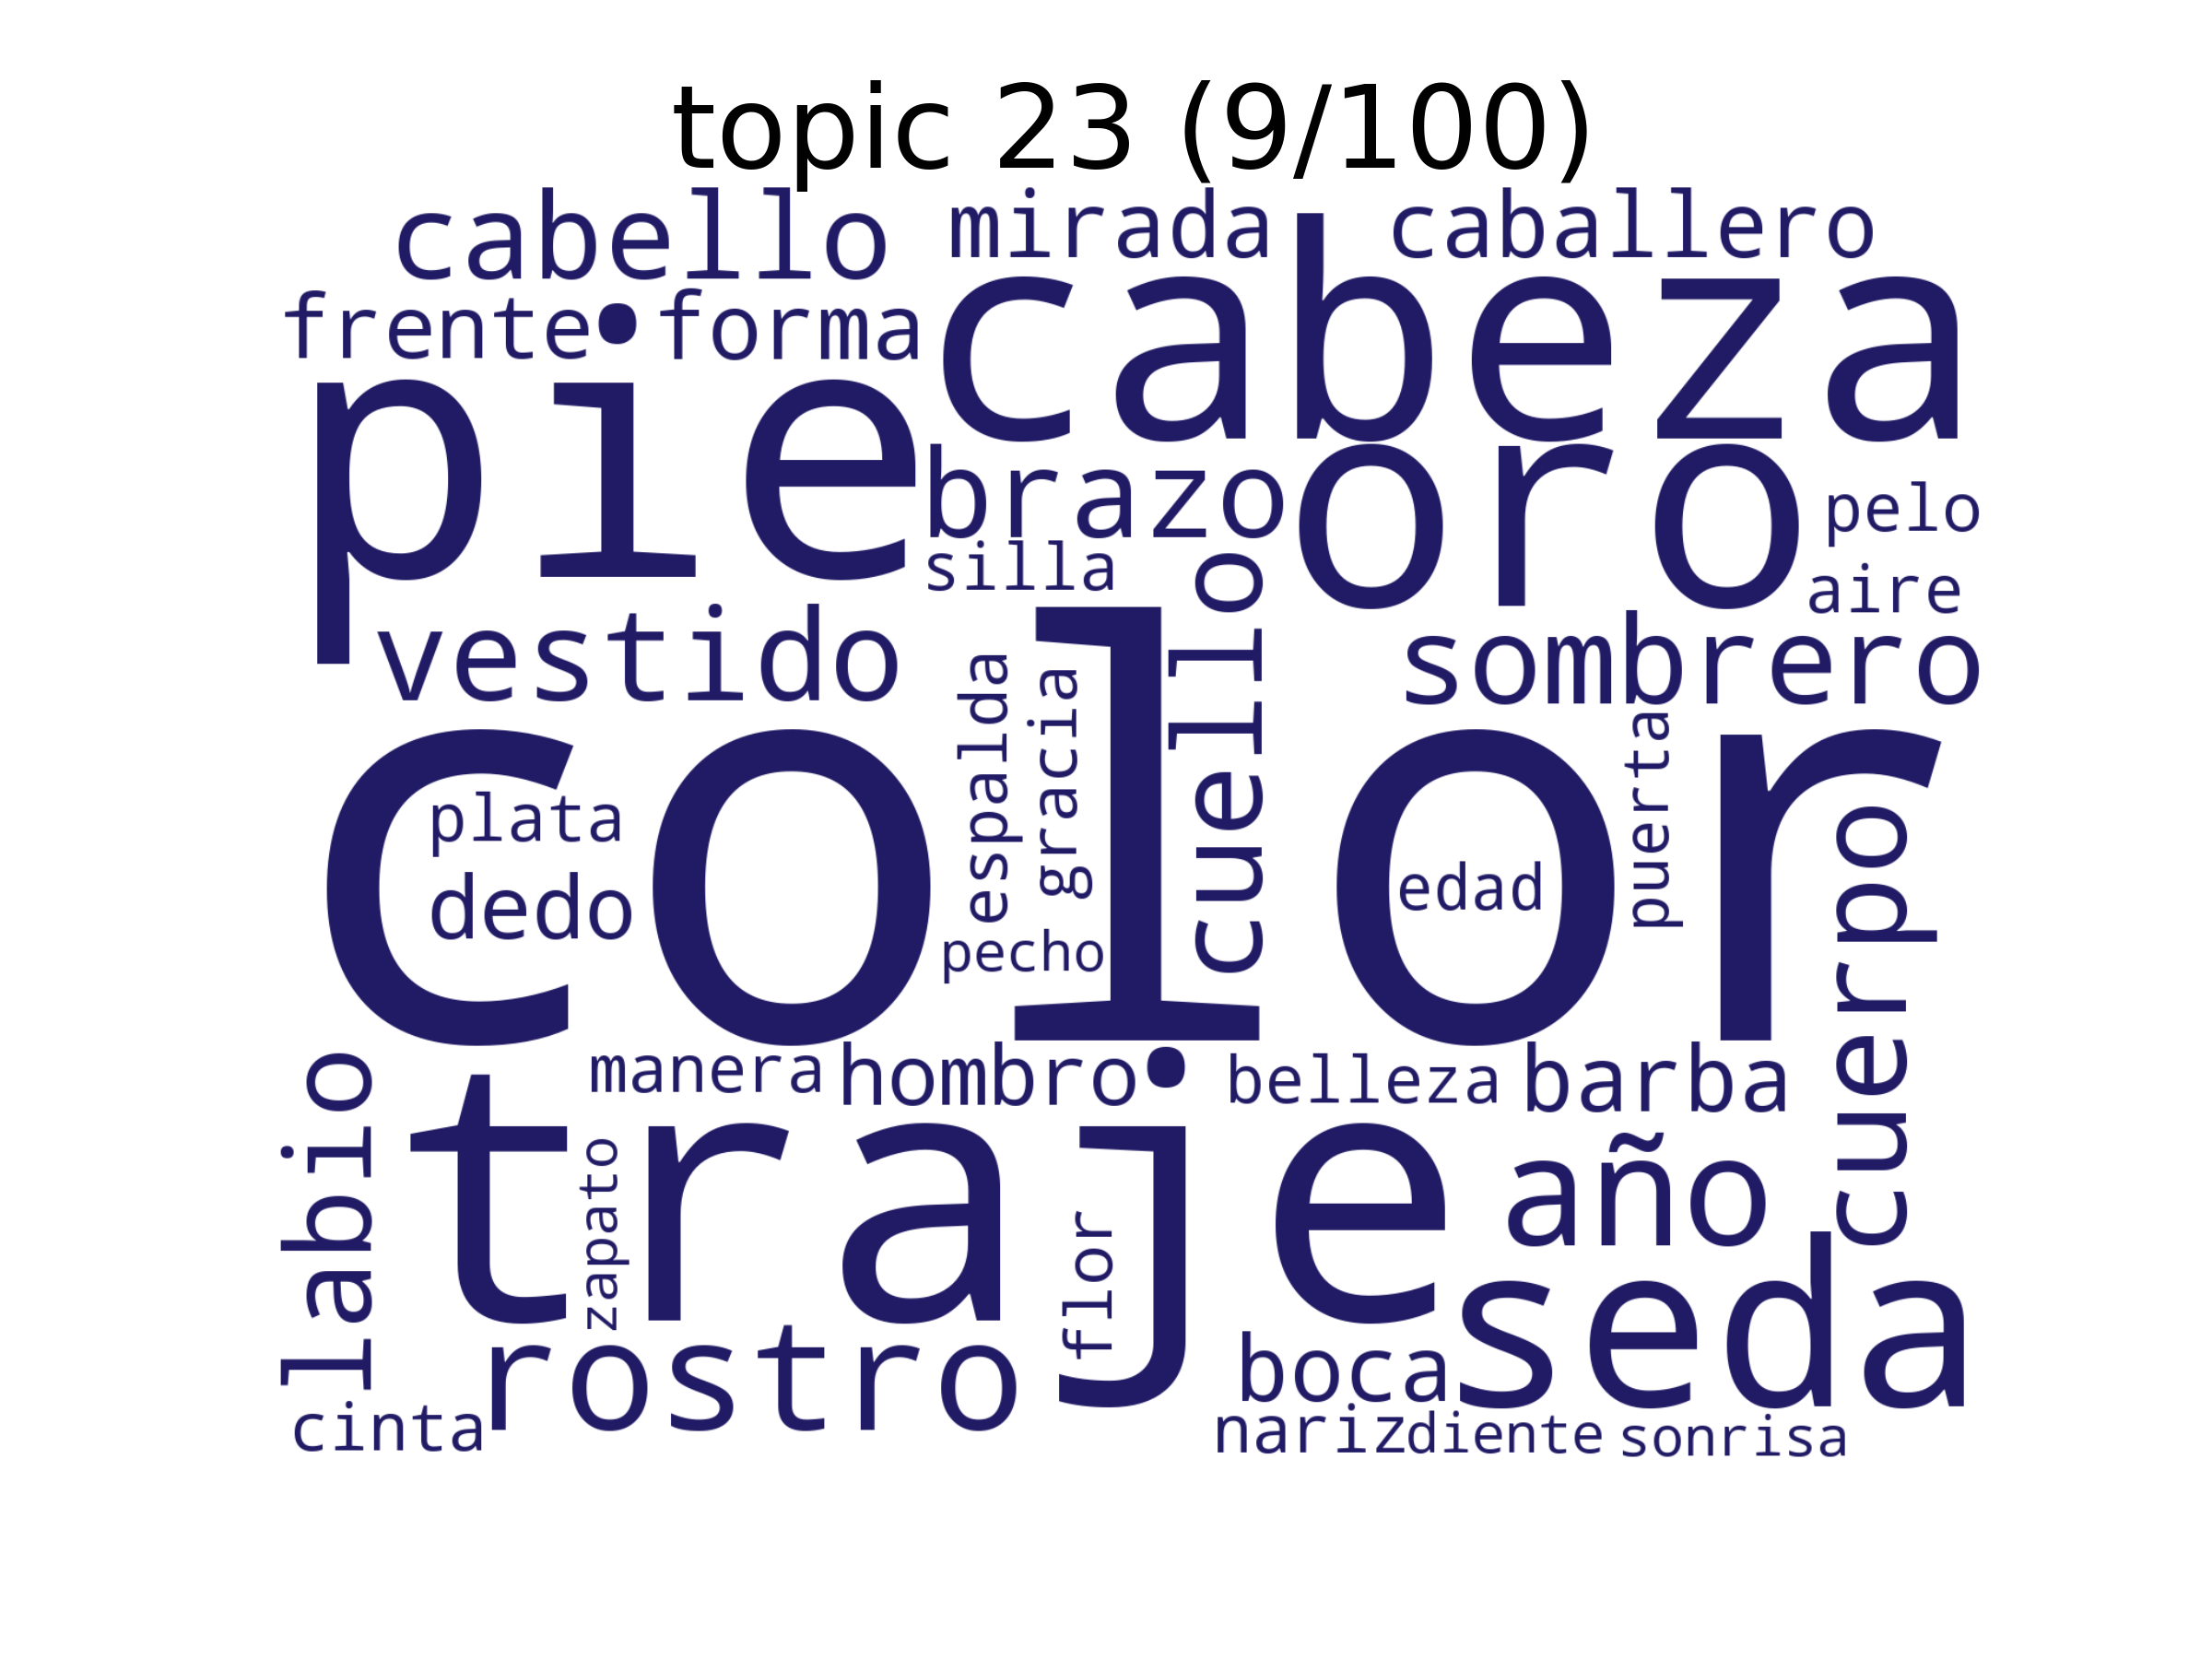 topic 23 (9/100)
cabello
mirada
caballero
frente
forma
cabeza
pie
brazo
oro
pelo
silla
aire
vestido
sombrero
color
cuello
espalda
gracia
puerta
plata
dedo
edad
pecho
cuerpo
labio
manera
hombro
belleza
barba
traje
zapato
año
flor
seda
rostro
boca
cinta
nariz
diente
sonrisa